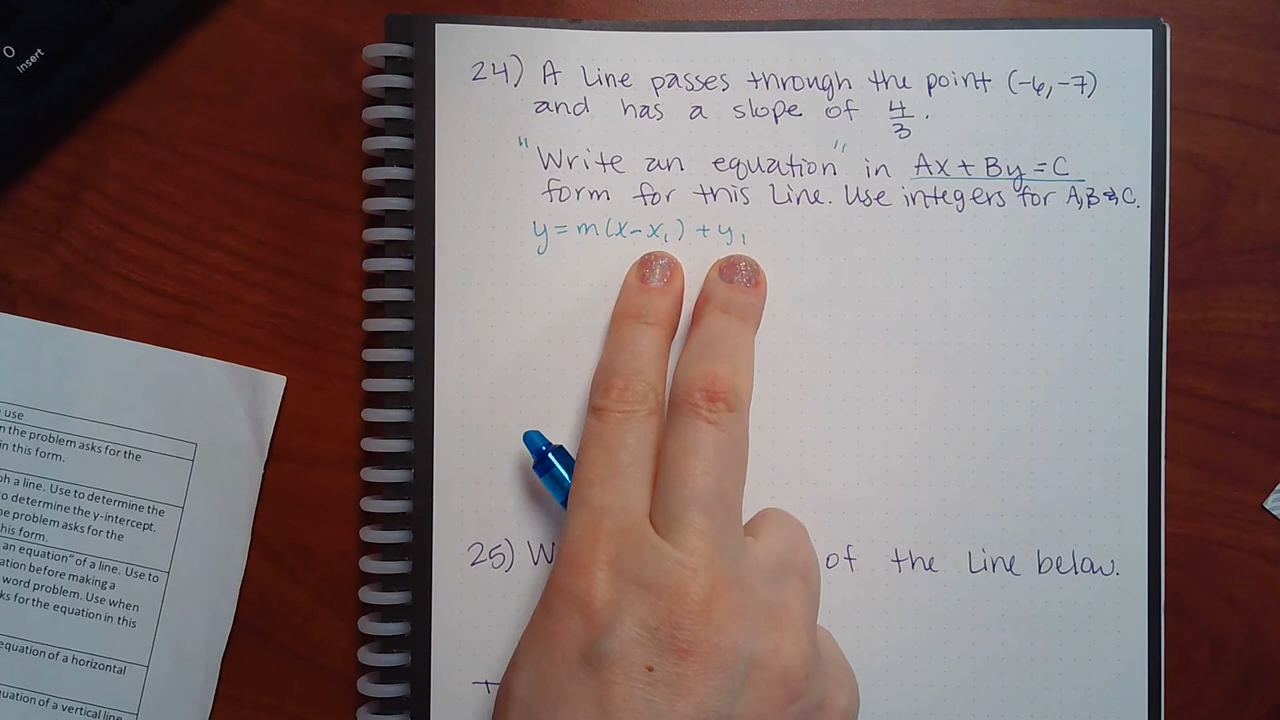 O
Insert
24) A line passes through the point (-6,-7)
and has a slope of 4/3.
"Write an equation" in Ax + By = C
form for this line. Use integers for A, B & C.
y = m(x - x₁) + y₁
25) W of the line below.
use
n the problem asks for the
in this form.
ph a line. Use to determine the
to determine the y-intercept.
he problem asks for the
his form.
an equation" of a line. Use to
ation before making a
word problem. Use when
ks for the equation in this
equation of a horizontal
uation of a vertical line